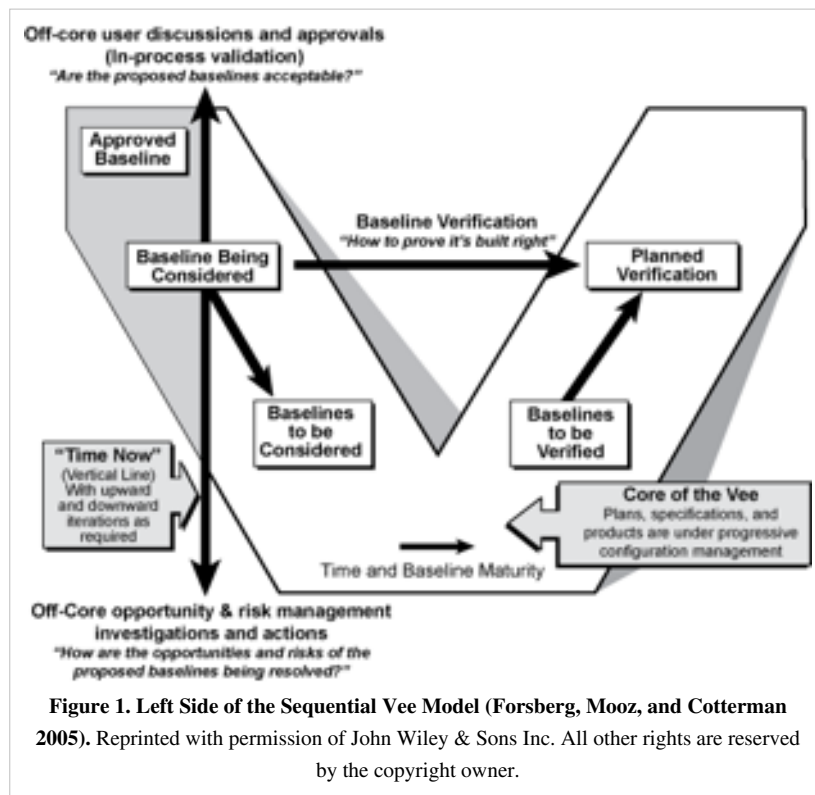 Off-core user discussions and approvals
(In-process validation)
"Are the proposed baselines acceptable?"
Approved
Baseline
Baseline Verification
"How to prove it's built right"
Baseline Being
Considered
Planned
Verification
Baselines
to be
Considered
Baselines
to be
Verified
"Time Now"
(Vertical Line)
With upward
and downward
iterations as
required
Core of the Vee
Plans, specifications, and
products are under progressive
configuration management
Time and Baseline Maturity
Off-Core opportunity & risk management
investigations and actions
"How are the opportunities and risks of the
proposed baselines being resolved?"
Figure 1. Left Side of the Sequential Vee Model (Forsberg, Mooz, and Cotterman
2005). Reprinted with permission of John Wiley & Sons Inc. All other rights are reserved
by the copyright owner.